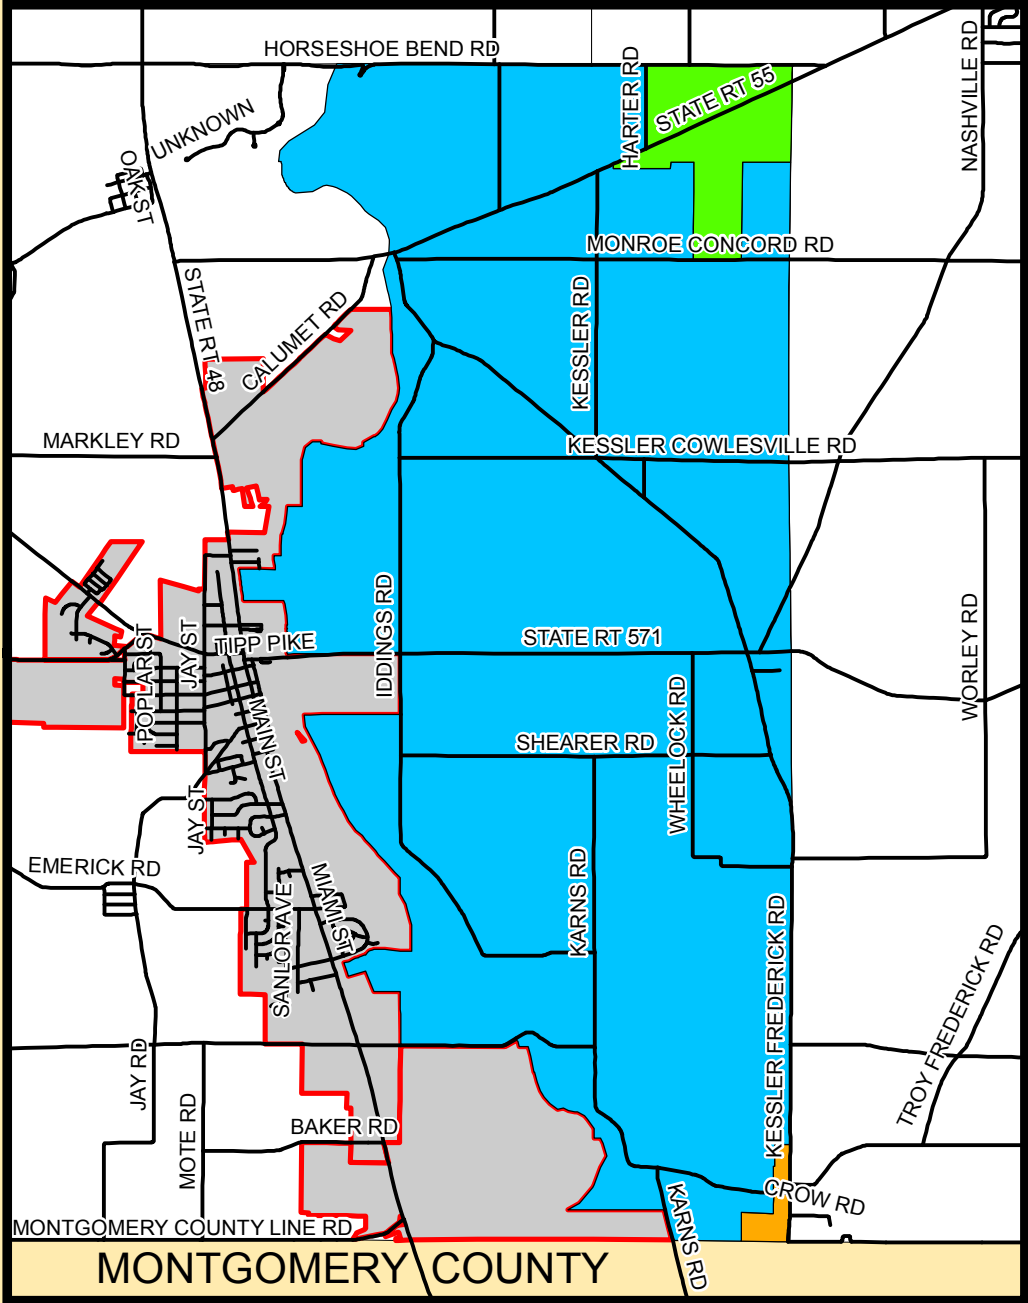 HORSESHOE BEND RD
NASHVILLE RD
HARTER RD
STATE RT 55
UNKNOWN
OAK ST
MONROE CONCORD RD
STATE RT 48
CALUMET RD
KESSLER RD
MARKLEY RD
KESSLER COWLESVILLE RD
IDDINGS RD
WORLEY RD
POPLAR ST
JAY ST
TIPP PIKE
STATE RT 571
WHEELOCK RD
MAIN ST
SHEARER RD
JAY ST
EMERICK RD
MIAMI ST
SANLOR AVE
KARNS RD
KESSLER FREDERICK RD
TROY FREDERICK RD
JAY RD
MOTE RD
BAKER RD
CROW RD
KARNS RD
MONTGOMERY COUNTY LINE RD
MONTGOMERY COUNTY